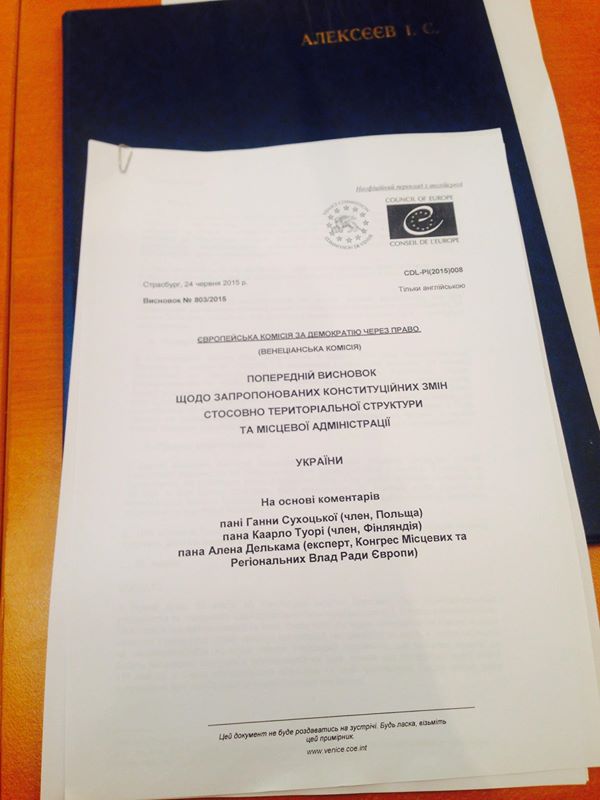 АЛЕКСЄЄВ І. С.
Неофіційний переклад з англійської
COUNCIL OF EUROPE
CONSEIL DE L'EUROPE
Страсбург, 24 червня 2015 р.
CDL-PI(2015)008
Висновок № 803/2015
Тільки англійською
ЄВРОПЕЙСЬКА КОМІСІЯ ЗА ДЕМОКРАТІЮ ЧЕРЕЗ ПРАВО
(ВЕНЕЦІАНСЬКА КОМІСІЯ)
ПОПЕРЕДНІЙ ВИСНОВОК
ЩОДО ЗАПРОПОНОВАНИХ КОНСТИТУЦІЙНИХ ЗМІН
СТОСОВНО ТЕРИТОРІАЛЬНОЇ СТРУКТУРИ
ТА МІСЦЕВОЇ АДМІНІСТРАЦІЇ
УКРАЇНИ
На основі коментарів
пані Ганни Сухоцької (член, Польща)
пана Каарло Туорі (член, Фінляндія)
пана Алена Делькама (експерт, Конгрес Місцевих та
Регіональних Влад Ради Європи)
Цей документ не буде роздаватись на зустрічі. Будь ласка, візьміть
цей примірник.
www.venice.coe.int